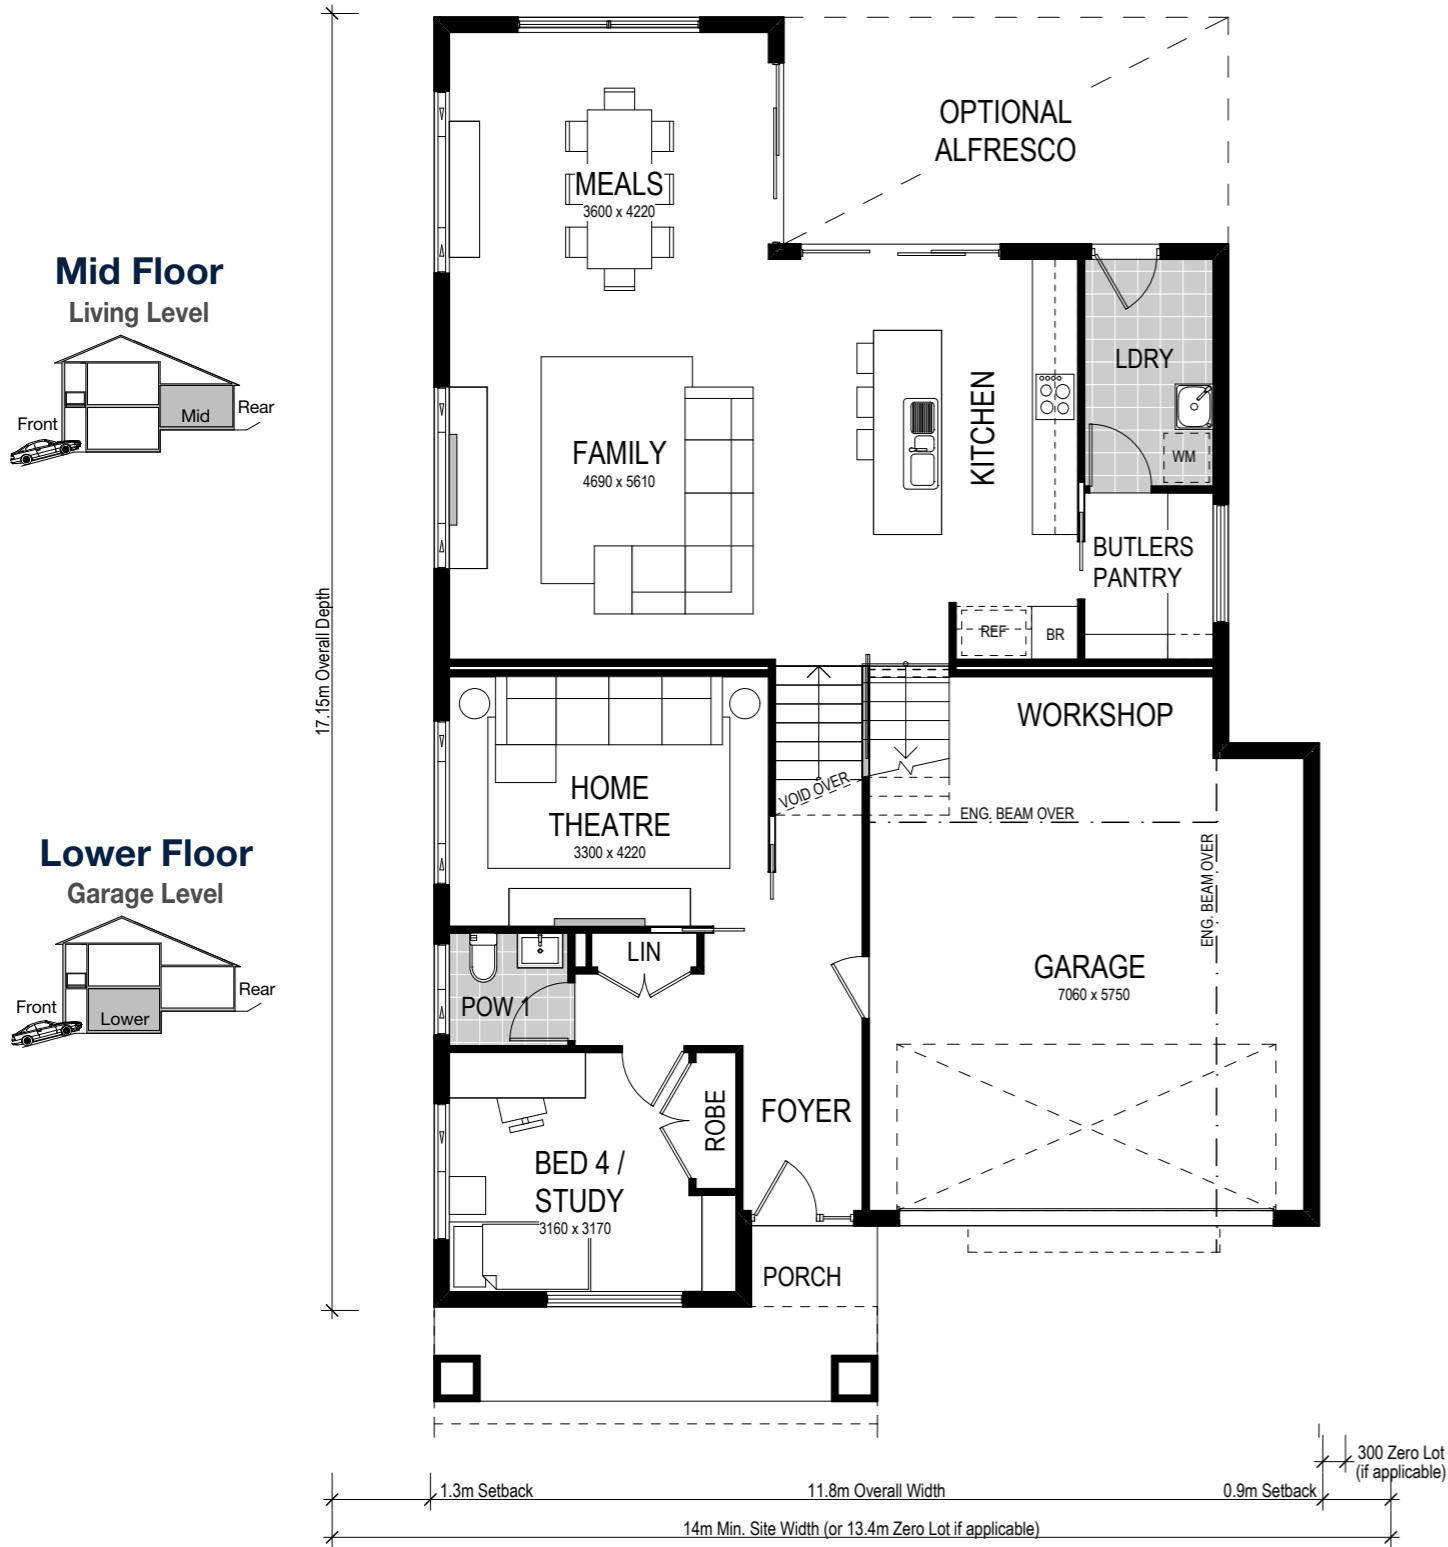 OPTIONAL
ALFRESCO
MEALS
3600 x 4220
Mid Floor
Living Level
Front
Mid
Rear
LDRY
WM
KITCHEN
FAMILY
4690 x 5610
BUTLERS
PANTRY
REF
BR
17.15m Overall Depth
WORKSHOP
HOME
THEATRE
3300 x 4220
VOID OVER
ENG. BEAM OVER
ENG. BEAM OVER
Lower Floor
Garage Level
Front
Lower
Rear
LIN
POW 1
GARAGE
7060 x 5750
ROBE
FOYER
BED 4 /
STUDY
3160 x 3170
PORCH
300 Zero Lot
(if applicable)
1.3m Setback
11.8m Overall Width
0.9m Setback
14m Min. Site Width (or 13.4m Zero Lot if applicable)